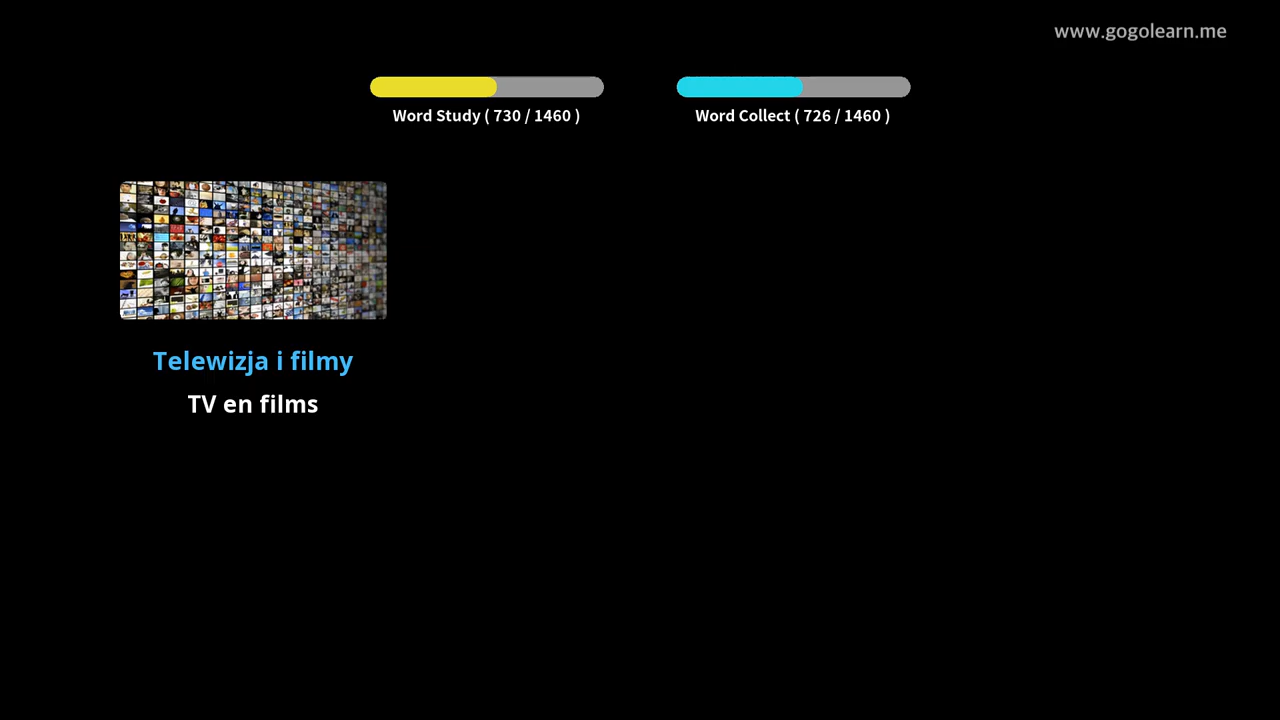 www.gogolearn.me
Word Study ( 730 / 1460 )
Word Collect ( 726 / 1460 )
Telewizja i filmy
TV en films